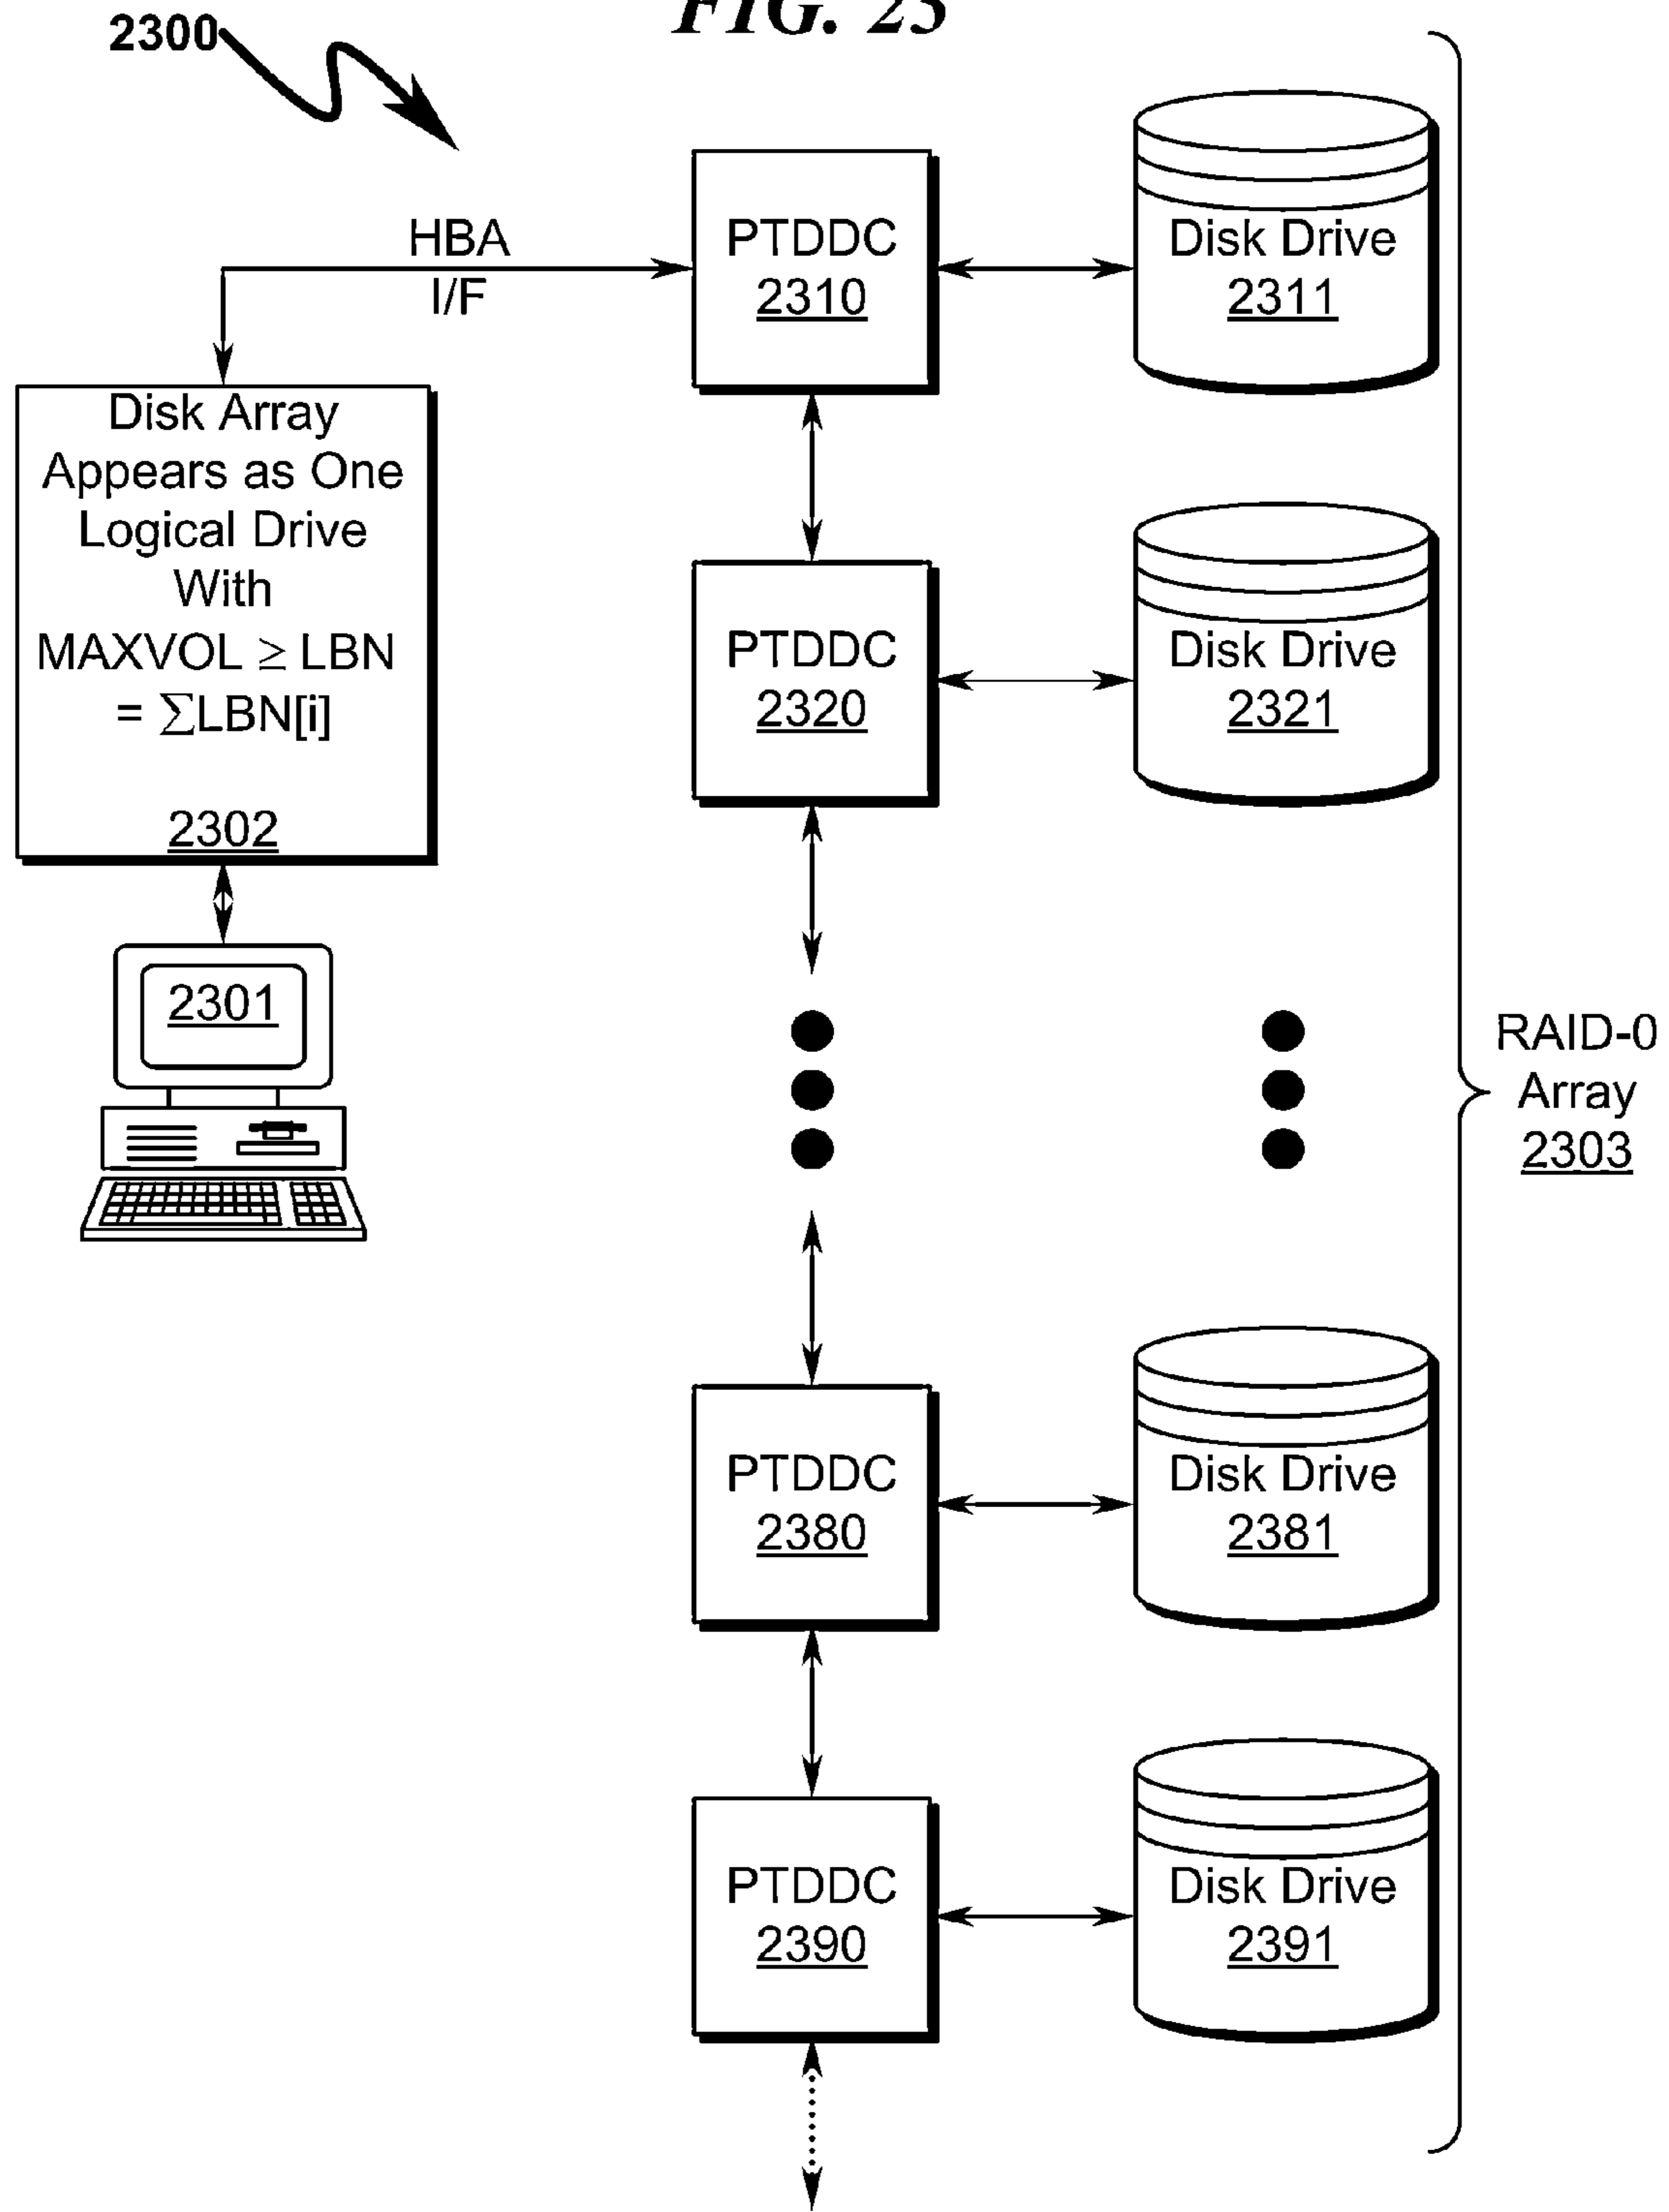 FIG. 23
2300
HBA
I/F
PTDDC
2310
Disk Drive
2311
Disk Array
Appears as One
Logical Drive
With
MAXVOL ≥ LBN
= ∑LBN[i]
2302
PTDDC
2320
Disk Drive
2321
2301
RAID-0
Array
2303
PTDDC
2380
Disk Drive
2381
PTDDC
2390
Disk Drive
2391